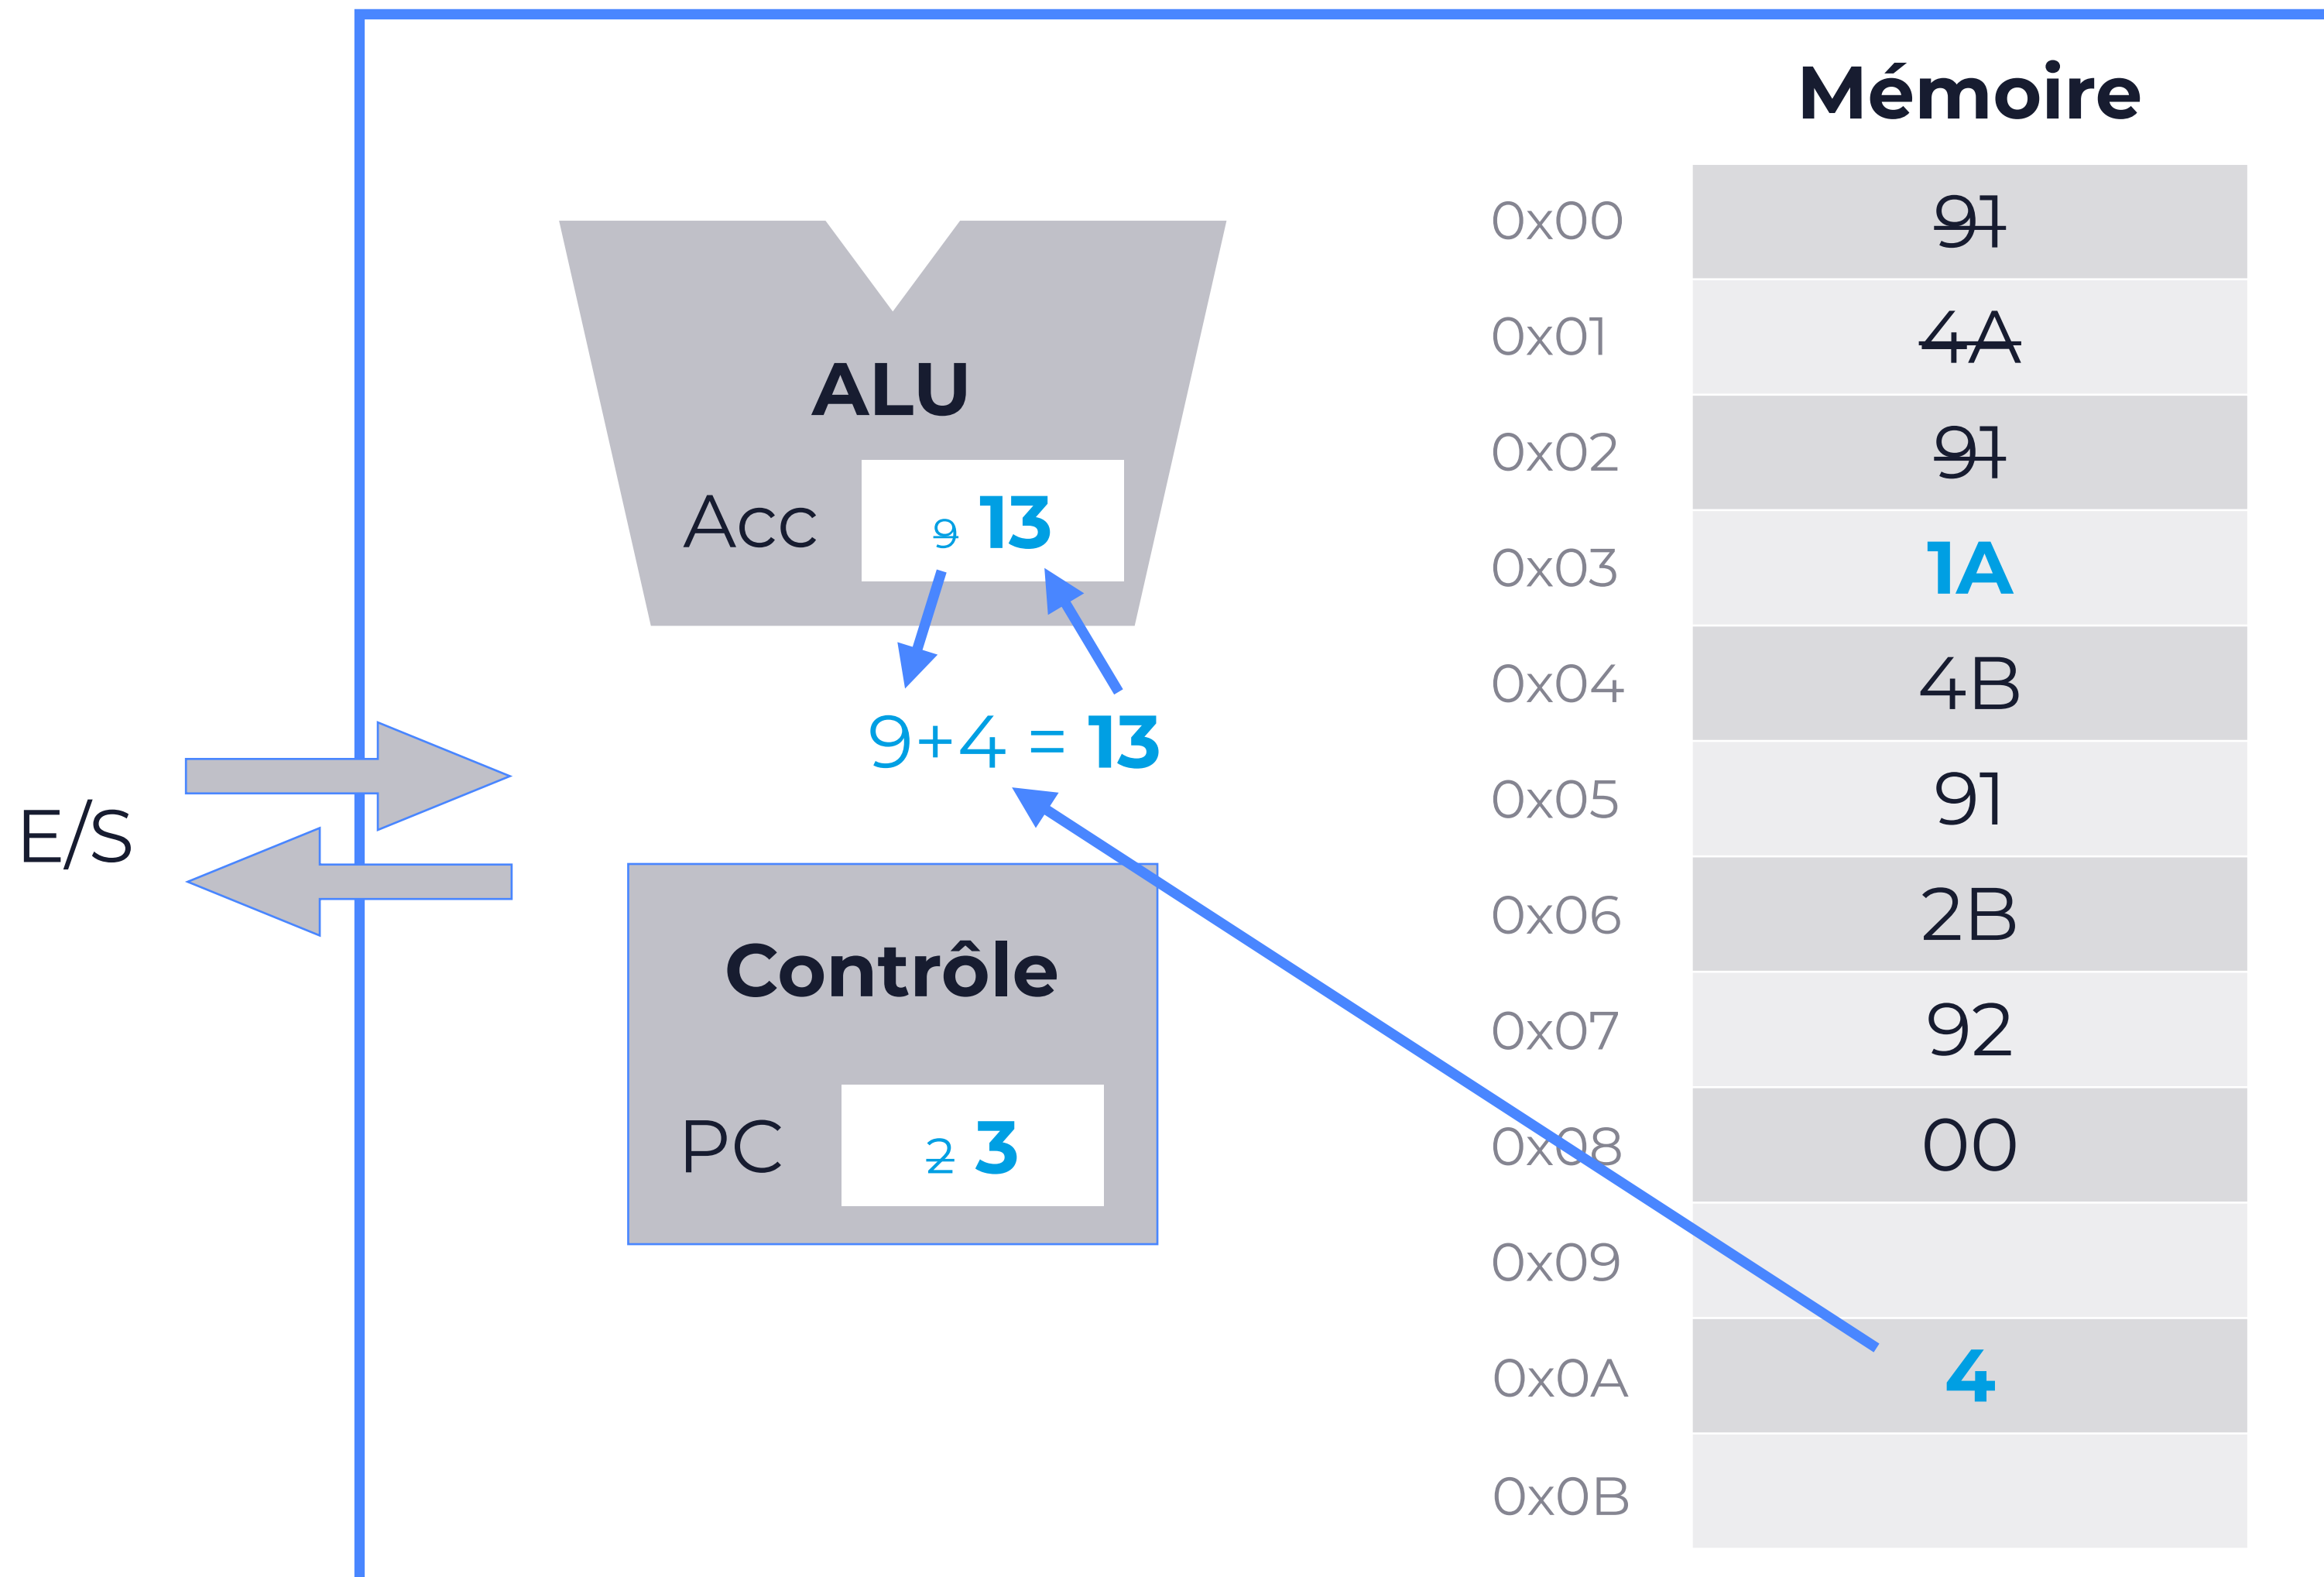 Mémoire
0x00 91
0x01 4A
ALU
0x02 91
Acc 9 13
0x03 1A
0x04 4B
9+4 = 13
0x05 91
E/S
0x06 2B
Contrôle
0x07 92
PC 2 3
0x08 00
0x09
0x0A 4
0x0B